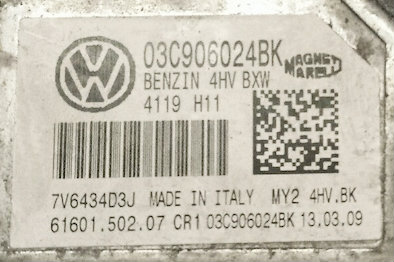 03C906024BK
MAGNETI MARELLI
BENZIN 4HV BXW
4119 H11
7V6434D3J MADE IN ITALY MY2 4HV.BK
61601.502.07 CR1 03C906024BK 13.03.09